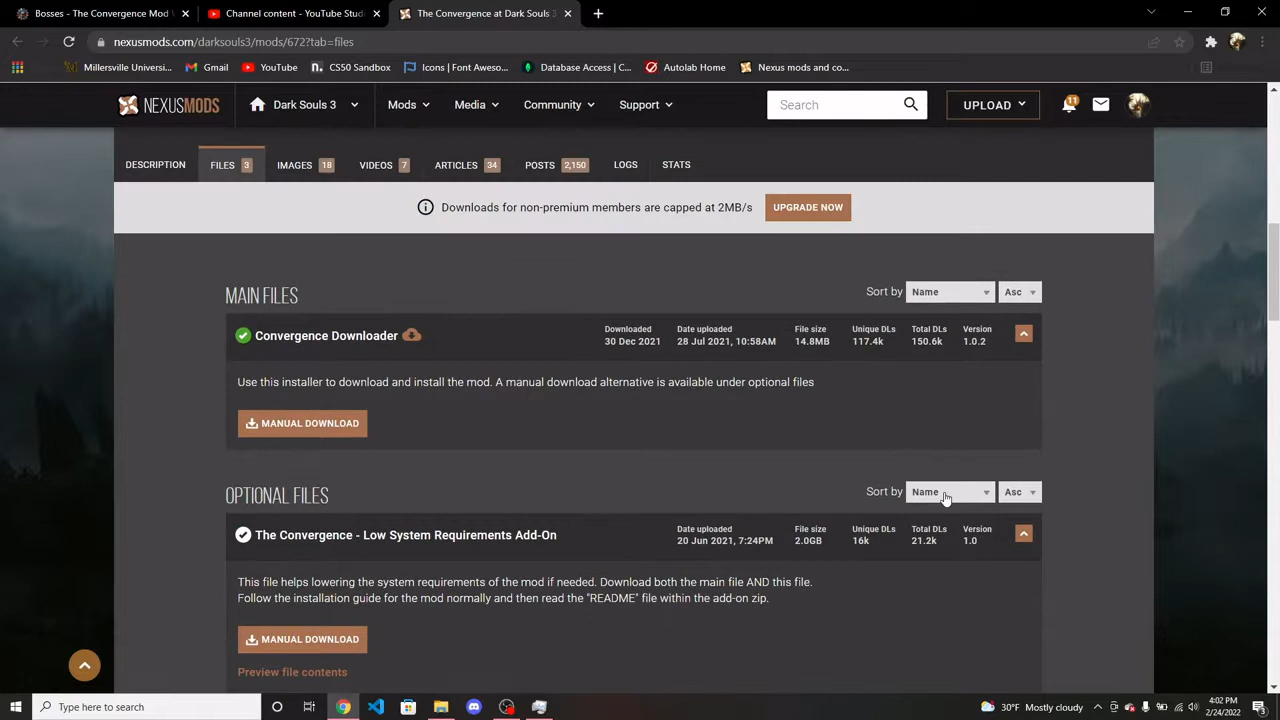 Bosses - The Convergence Mod
Channel content - YouTube Stud
The Convergence at Dark Souls 3
nexusmods.com/darksouls3/mods/672?tab=files
Millersville Universi...
Gmail
YouTube
CS50 Sandbox
Icons | Font Aweso...
Database Access | C...
Autolab Home
Nexus mods and co...
NEXUSMODS
Dark Souls 3
Mods
Media
Community
Support
Search
UPLOAD
11
DESCRIPTION
FILES 3
IMAGES 18
VIDEOS 7
ARTICLES 34
POSTS 2,150
LOGS
STATS
Downloads for non-premium members are capped at 2MB/s
UPGRADE NOW
MAIN FILES
Sort by Name Asc
Convergence Downloader
Downloaded Date uploaded File size Unique DLs Total DLs Version
30 Dec 2021 28 Jul 2021, 10:58AM 14.8MB 117.4k 150.6k 1.0.2
Use this installer to download and install the mod. A manual download alternative is available under optional files
MANUAL DOWNLOAD
OPTIONAL FILES
Sort by Name Asc
The Convergence - Low System Requirements Add-On
Date uploaded File size Unique DLs Total DLs Version
20 Jun 2021, 7:24PM 2.0GB 16k 21.2k 1.0
This file helps lowering the system requirements of the mod if needed. Download both the main file AND this file.
Follow the installation guide for the mod normally and then read the "README" file within the add-on zip.
MANUAL DOWNLOAD
Preview file contents
Type here to search
30°F Mostly cloudy
4:02 PM
2/24/2022
3